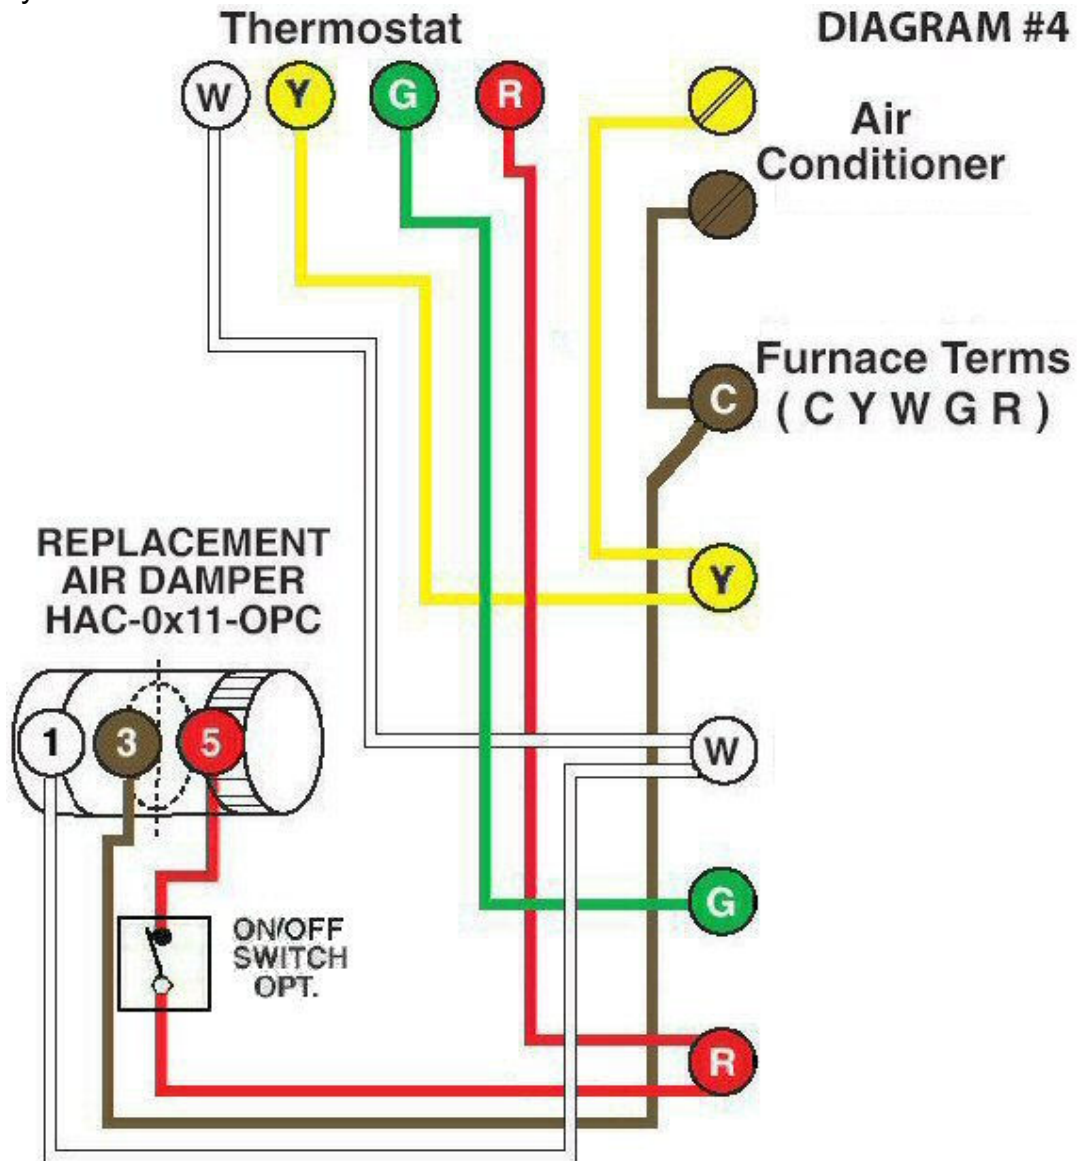 Thermostat
DIAGRAM #4
W Y G R
Air
Conditioner
Furnace Terms
( C Y W G R )
C
REPLACEMENT
AIR DAMPER
HAC-0x11-OPC
Y
1 3 5
W
G
ON/OFF
SWITCH
OPT.
R